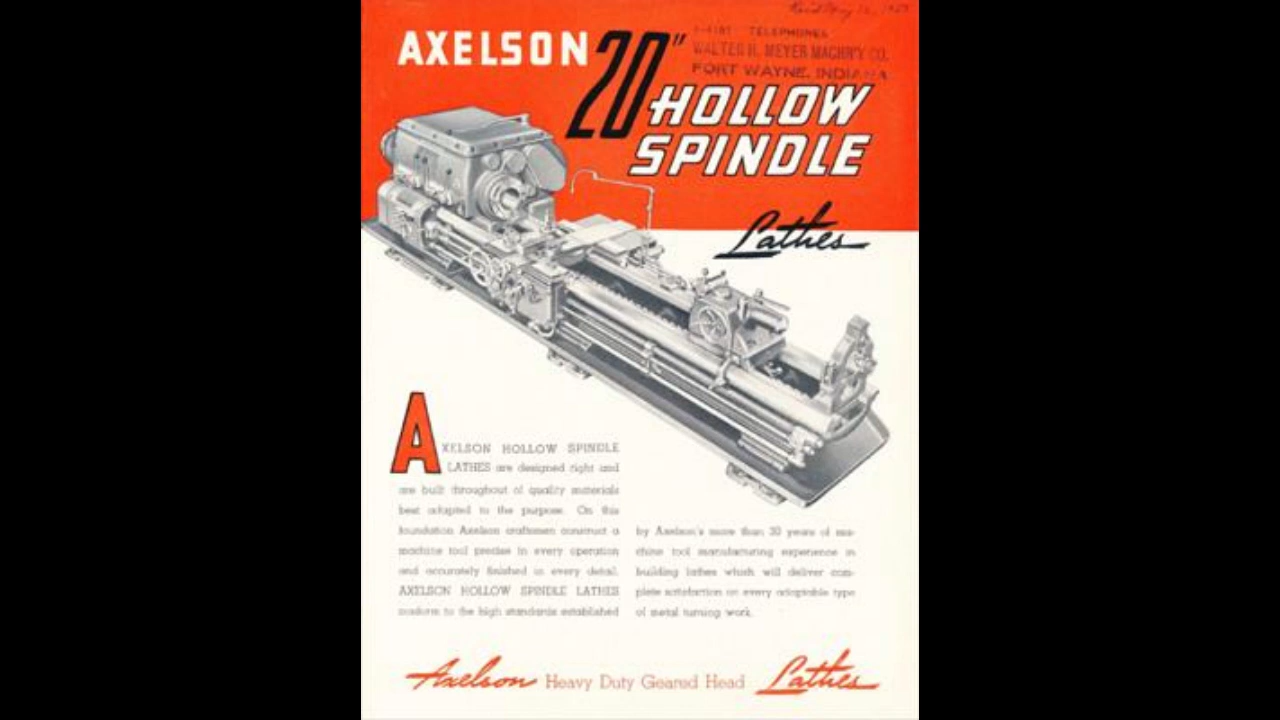 AXELSON 20"
TELEPHONES
WALTER H. MEYER MACHR'Y CO.
FORT WAYNE, INDIANA
HOLLOW
SPINDLE
Lathes
AXELSON HOLLOW SPINDLE
LATHES are designed right and
are built throughout of quality materials
best adapted to the purpose. On this
foundation Axelson craftsmen construct a
machine tool precise in every operation
and accurately finished in every detail.
AXELSON HOLLOW SPINDLE LATHES
conform to the high standards established
by Axelson's more than 30 years of ma-
chine tool manufacturing experience in
building lathes which will deliver com-
plete satisfaction on every adaptable type
of metal turning work.
Axelson Heavy Duty Geared Head Lathes